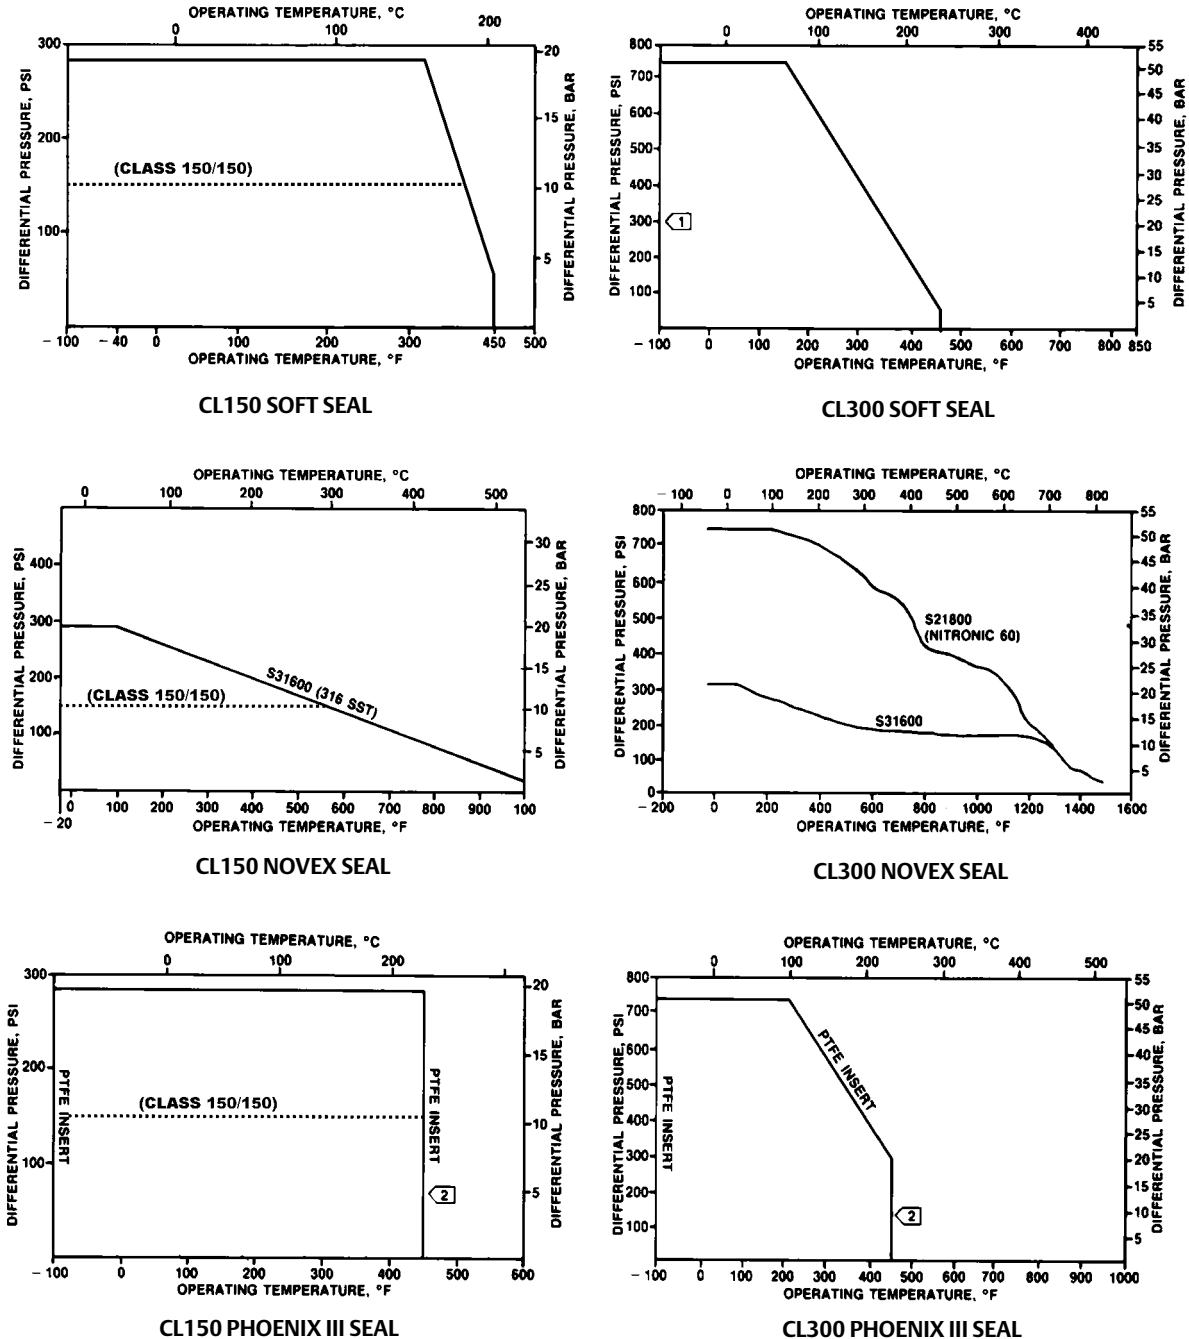 OPERATING TEMPERATURE, °C
0 100 200
300 200 100
DIFFERENTIAL PRESSURE, PSI
(CLASS 150/150)
20 15 10 5
DIFFERENTIAL PRESSURE, BAR
– 100 – 40 0 200 300 450 500
OPERATING TEMPERATURE, °F
CL150 SOFT SEAL
OPERATING TEMPERATURE, °C
0 100 200 300 400
800 700 600 500 400 300 200 100
DIFFERENTIAL PRESSURE, PSI
1
55 50 45 40 35 30 25 20 15 10 5
DIFFERENTIAL PRESSURE, BAR
– 100 0 100 200 300 400 500 600 700 800 850
OPERATING TEMPERATURE, °F
CL300 SOFT SEAL
OPERATING TEMPERATURE, °C
0 100 200 300 400 500
400 300 200 100
DIFFERENTIAL PRESSURE, PSI
S31600 (316 SST)
(CLASS 150/150)
30 25 20 15 10 5
DIFFERENTIAL PRESSURE, BAR
– 20 0 100 200 300 400 500 600 700 800 900 100
OPERATING TEMPERATURE, °F
CL150 NOVEX SEAL
OPERATING TEMPERATURE, °C
– 100 0 100 200 300 400 500 600 700 800
800 700 600 500 400 300 200 100 0
DIFFERENTIAL PRESSURE, PSI
S21800
(NITRONIC 60)
S31600
55 50 45 40 35 30 25 20 15 10 5
DIFFERENTIAL PRESSURE, BAR
–200 0 200 400 600 800 1000 1200 1400 1600
OPERATING TEMPERATURE, °F
CL300 NOVEX SEAL
OPERATING TEMPERATURE, °C
0 100 200
300 200 100
DIFFERENTIAL PRESSURE, PSI
PTFE INSERT
(CLASS 150/150)
PTFE INSERT
2
20 15 10 5
DIFFERENTIAL PRESSURE, BAR
– 100 0 100 200 300 400 500 600
OPERATING TEMPERATURE, °F
CL150 PHOENIX III SEAL
OPERATING TEMPERATURE, °C
0 100 200 300 400 500
800 700 600 500 400 300 200 100
DIFFERENTIAL PRESSURE, PSI
PTFE INSERT
PTFE INSERT
2
55 50 45 40 35 30 25 20 15 10 5
DIFFERENTIAL PRESSURE, BAR
– 100 0 100 200 300 400 500 600 700 800 900 1000
OPERATING TEMPERATURE, °F
CL300 PHOENIX III SEAL